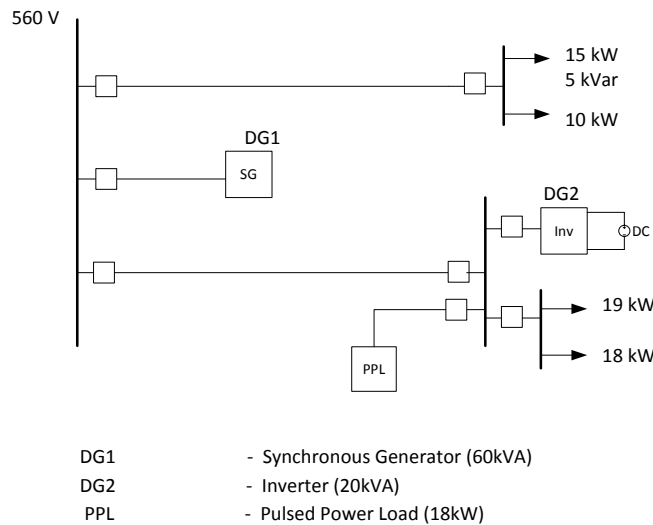 560 V
15 kW
5 kVar
10 kW
DG1
SG
DG2
Inv
DC
19 kW
18 kW
PPL
DG1 - Synchronous Generator (60kVA)
DG2 - Inverter (20kVA)
PPL - Pulsed Power Load (18kW)